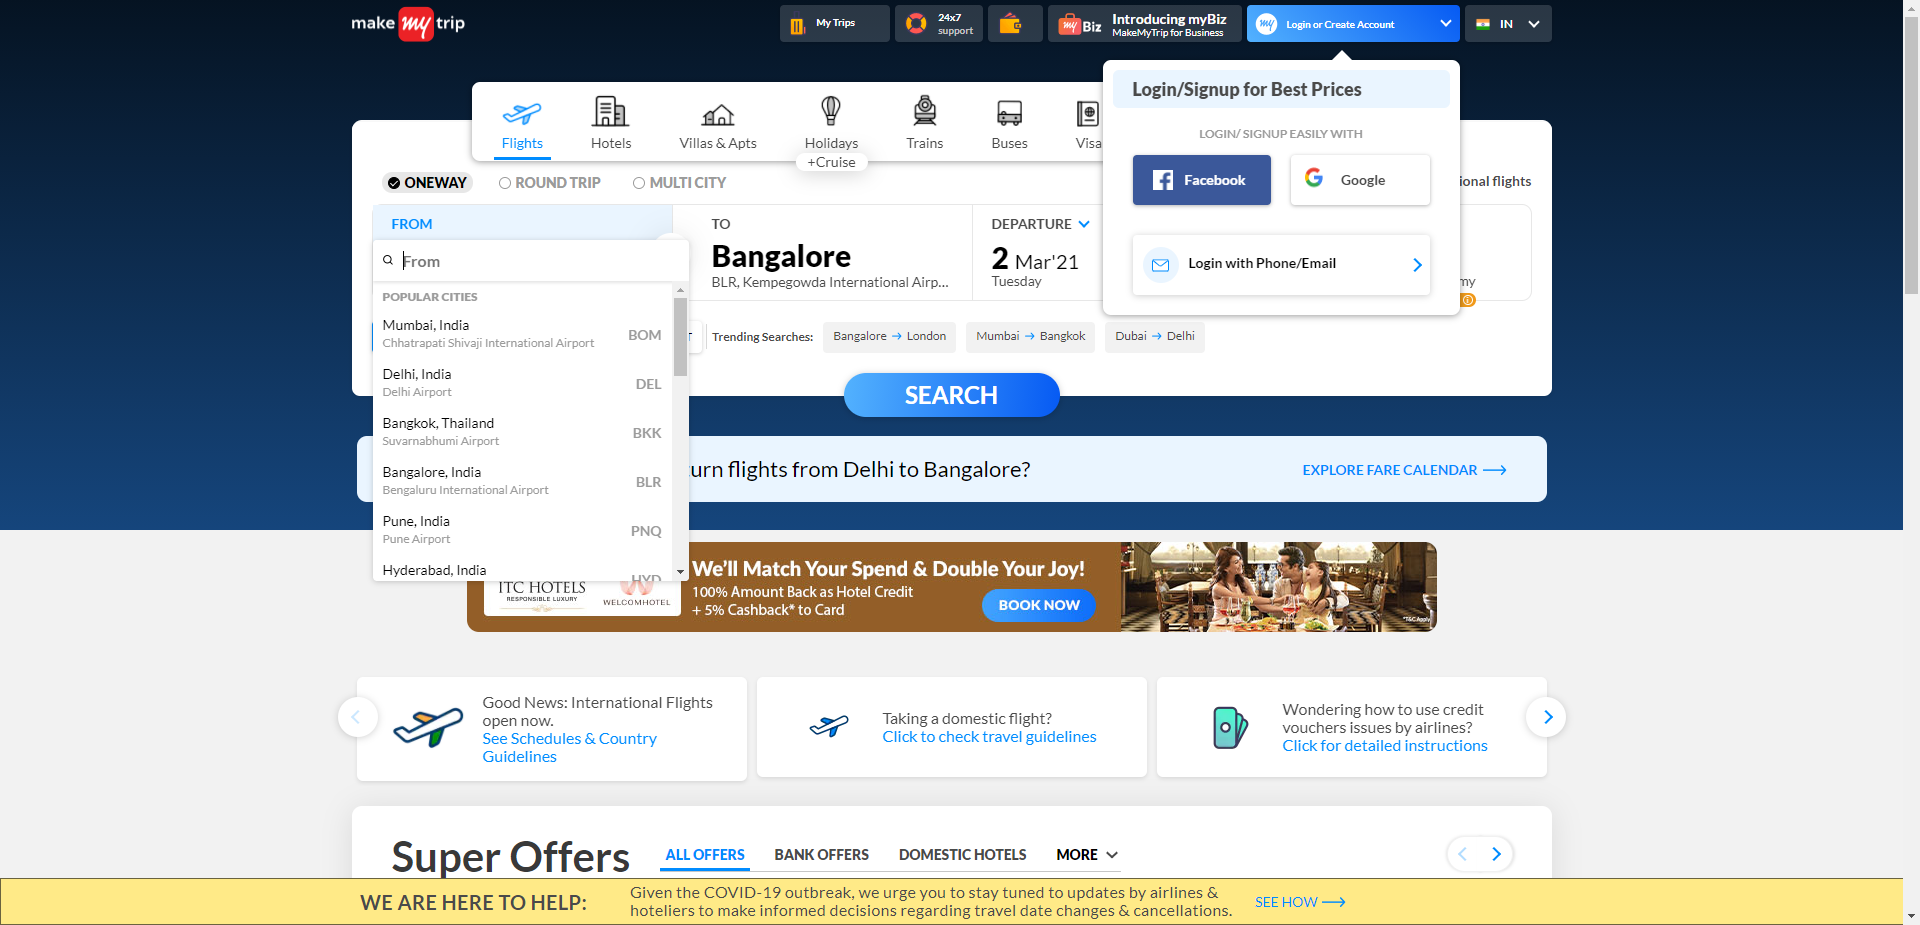 make my trip
My Trips
24x7
support
my Biz
Introducing myBiz
MakeMyTrip for Business
my
Login or Create Account
IN
Login/Signup for Best Prices
LOGIN/ SIGNUP EASILY WITH
Facebook
Google
Login with Phone/Email
Flights
Hotels
Villas & Apts
Holidays
+Cruise
Trains
Buses
Visa
ONEWAY
ROUND TRIP
MULTI CITY
ional flights
FROM
From
TO
Bangalore
BLR, Kempegowda International Airp...
DEPARTURE
2 Mar'21
Tuesday
my
POPULAR CITIES
Mumbai, India
Chhatrapati Shivaji International Airport
BOM
Delhi, India
Delhi Airport
DEL
Bangkok, Thailand
Suvarnabhumi Airport
BKK
Bangalore, India
Bengaluru International Airport
BLR
Pune, India
Pune Airport
PNQ
Hyderabad, India
HYD
T
Trending Searches:
Bangalore → London
Mumbai → Bangkok
Dubai → Delhi
SEARCH
urn flights from Delhi to Bangalore?
EXPLORE FARE CALENDAR
ITC HOTELS
RESPONSIBLE LUXURY
WELCOMHOTEL
We'll Match Your Spend & Double Your Joy!
100% Amount Back as Hotel Credit
+ 5% Cashback* to Card
BOOK NOW
*T&C Apply
Good News: International Flights
open now.
See Schedules & Country
Guidelines
Taking a domestic flight?
Click to check travel guidelines
Wondering how to use credit
vouchers issues by airlines?
Click for detailed instructions
Super Offers
ALL OFFERS
BANK OFFERS
DOMESTIC HOTELS
MORE
WE ARE HERE TO HELP:
Given the COVID-19 outbreak, we urge you to stay tuned to updates by airlines &
hoteliers to make informed decisions regarding travel date changes & cancellations.
SEE HOW